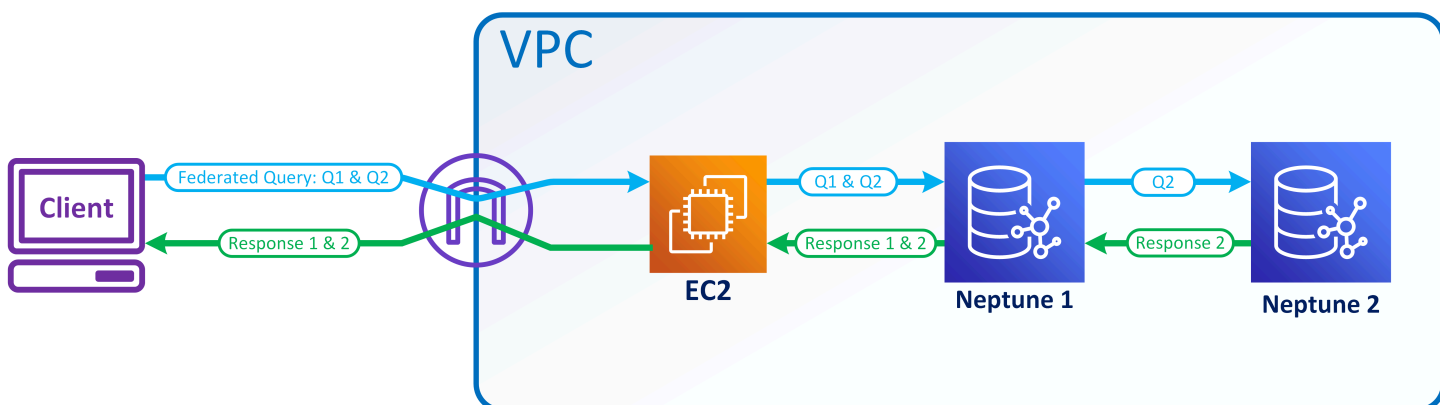 VPC
Client
Federated Query: Q1 & Q2
Q1 & Q2
Q2
Response 1 & 2
Response 1 & 2
Response 2
EC2
Neptune 1
Neptune 2